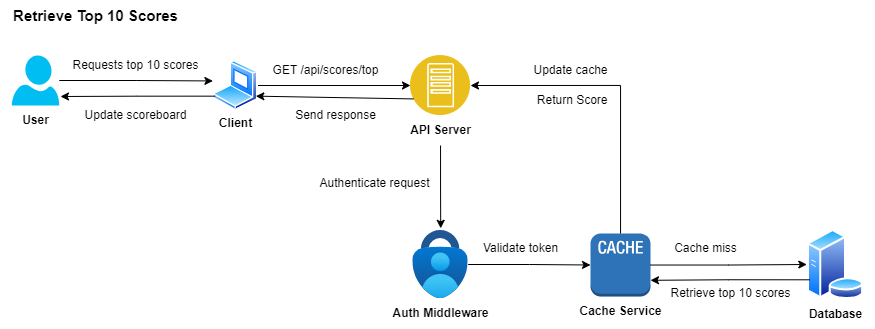 Retrieve Top 10 Scores
Requests top 10 scores
GET /api/scores/top
Update cache
Return Score
Update scoreboard
Send response
User
Client
API Server
Authenticate request
Validate token
CACHE
Cache miss
Retrieve top 10 scores
Auth Middleware
Cache Service
Database